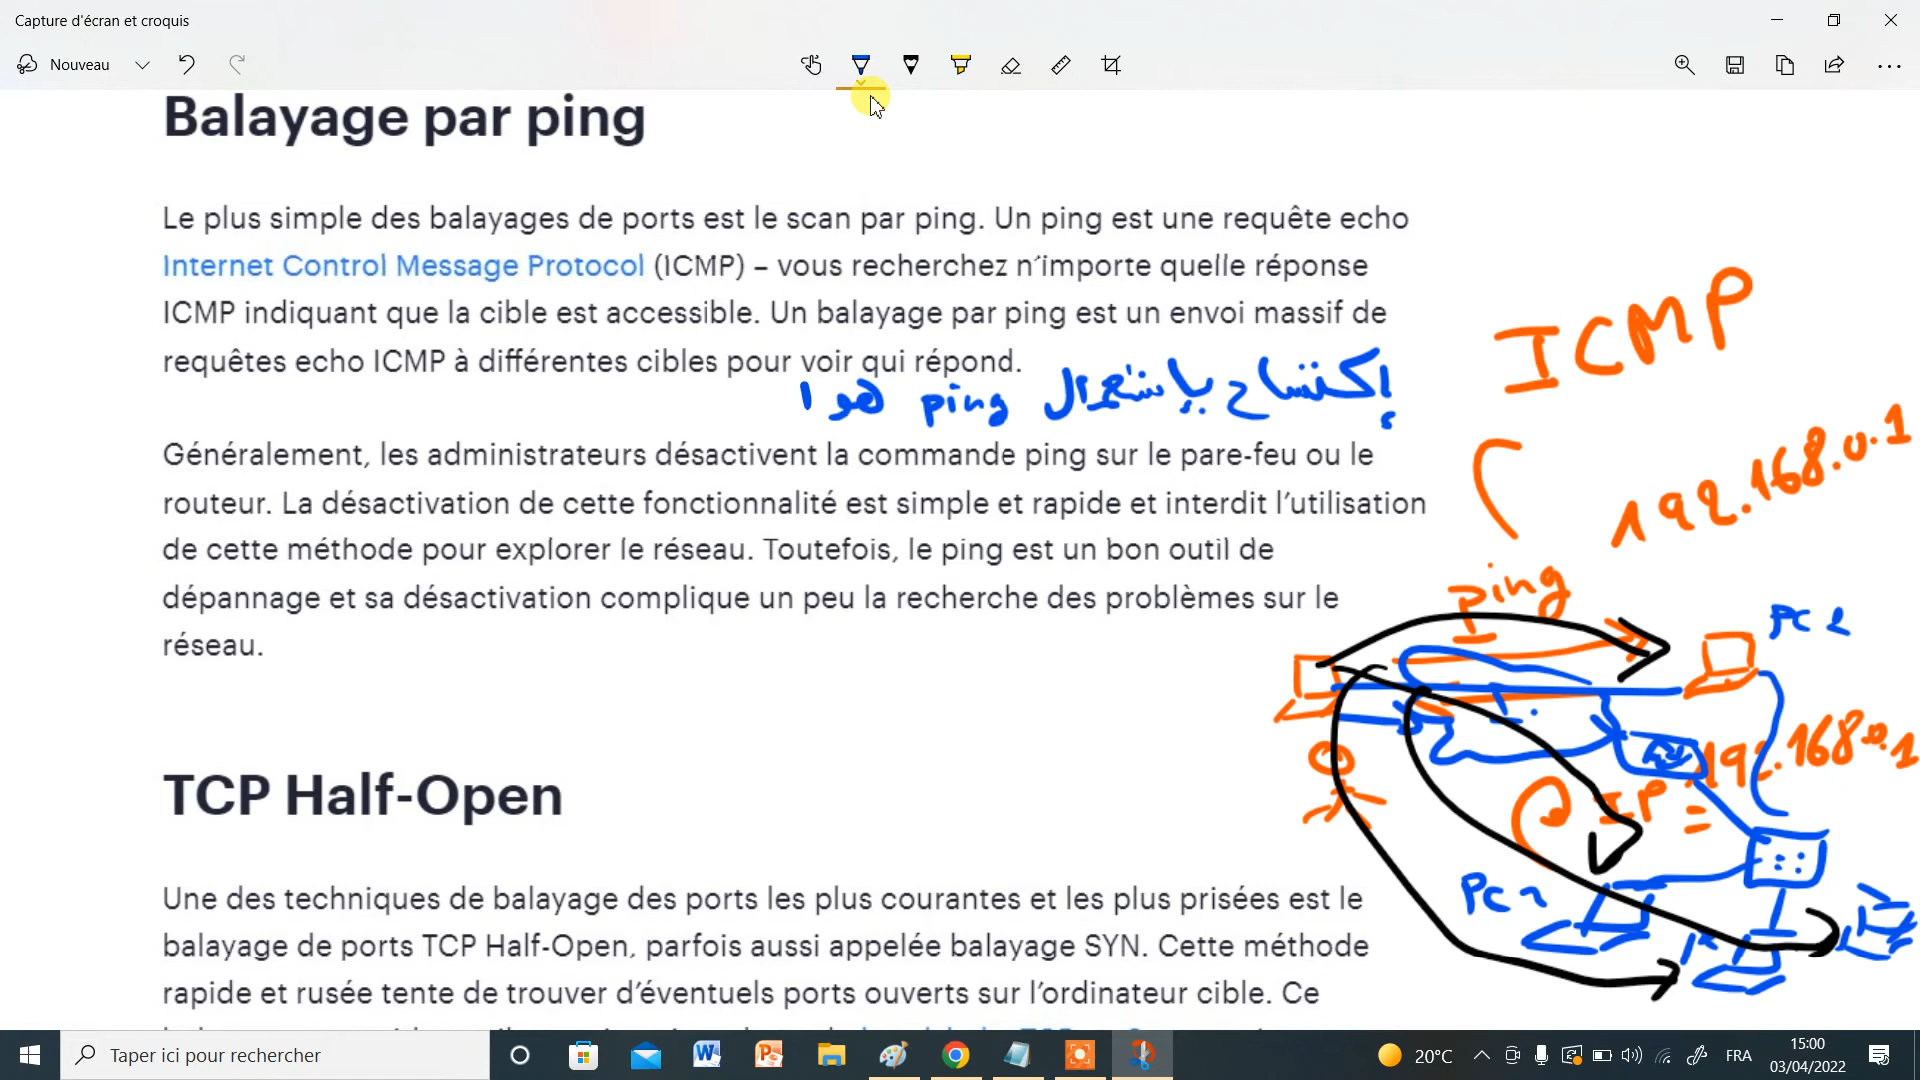 Capture d'écran et croquis
Nouveau
Balayage par ping
Le plus simple des balayages de ports est le scan par ping. Un ping est une requête echo
Internet Control Message Protocol (ICMP) – vous recherchez n'importe quelle réponse
ICMP indiquant que la cible est accessible. Un balayage par ping est un envoi massif de
requêtes echo ICMP à différentes cibles pour voir qui répond.
ping
ICMP
Généralement, les administrateurs désactivent la commande ping sur le pare-feu ou le
routeur. La désactivation de cette fonctionnalité est simple et rapide et interdit l'utilisation
de cette méthode pour explorer le réseau. Toutefois, le ping est un bon outil de
dépannage et sa désactivation complique un peu la recherche des problèmes sur le
réseau.
192.168.0.1
ping
PC 2
IP = 192.168.0.1
PC
TCP Half-Open
Une des techniques de balayage des ports les plus courantes et les plus prisées est le
balayage de ports TCP Half-Open, parfois aussi appelée balayage SYN. Cette méthode
rapide et rusée tente de trouver d'éventuels ports ouverts sur l'ordinateur cible. Ce
Taper ici pour rechercher
20°C
FRA
15:00
03/04/2022